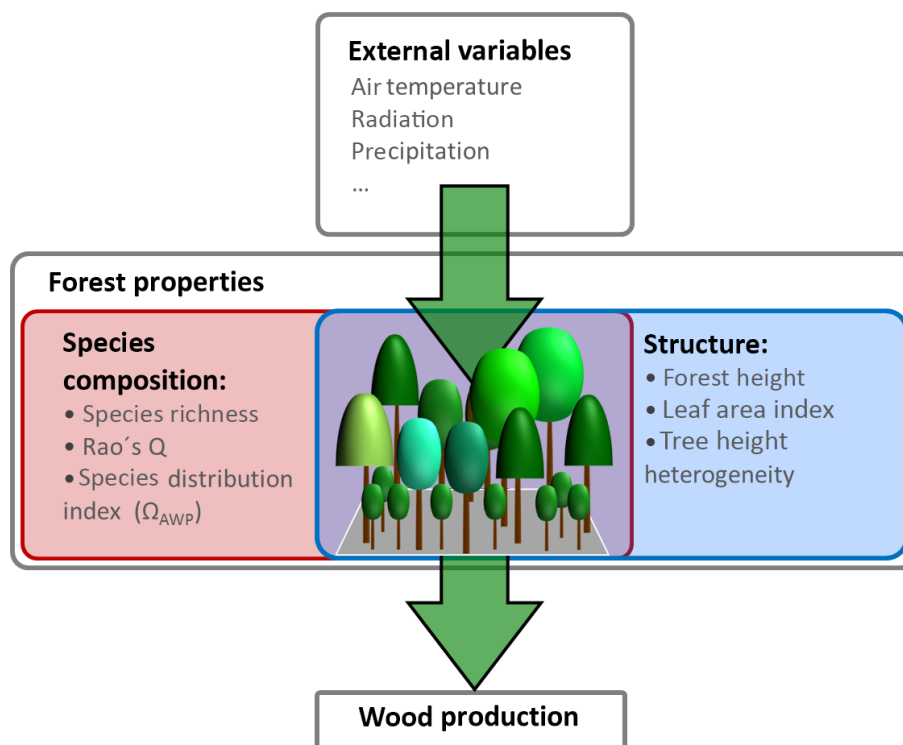 External variables
Air temperature
Radiation
Precipitation
...
Forest properties
Species
composition:
• Species richness
• Rao´s Q
• Species distribution
index (Ω_AWP)
Structure:
• Forest height
• Leaf area index
• Tree height
heterogeneity
Wood production